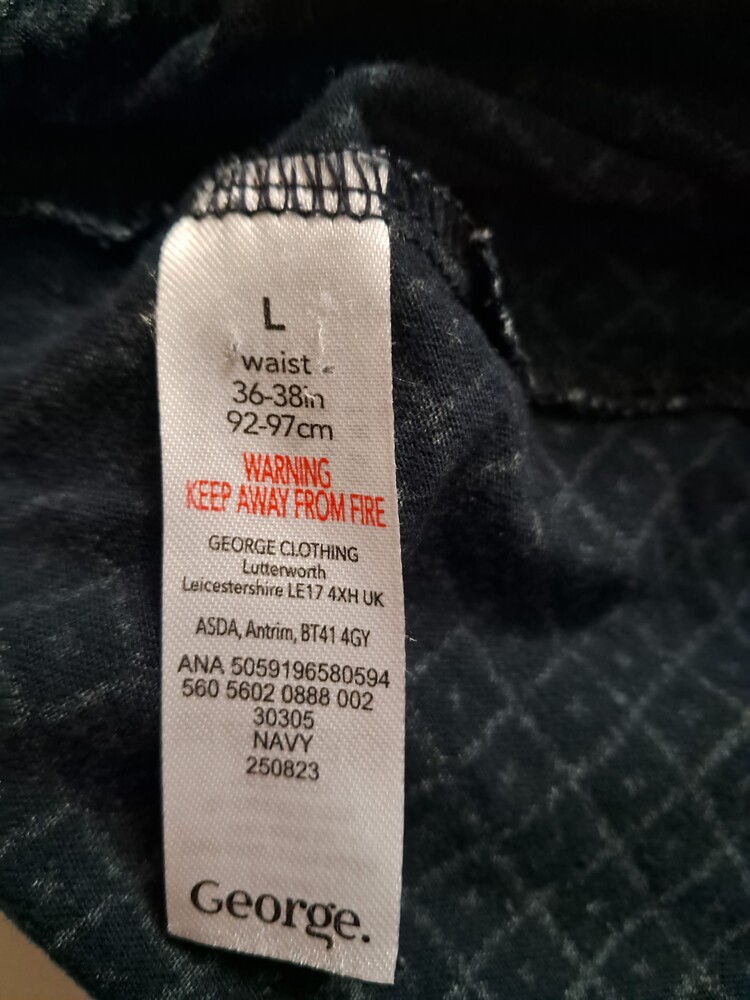 L
waist
36-38in
92-97cm
WARNING
KEEP AWAY FROM FIRE
GEORGE CLOTHING
Lutterworth
Leicestershire LE17 4XH UK
ASDA, Antrim, BT41 4GY
ANA 5059196580594
560 5602 0888 002
30305
NAVY
250823
George.